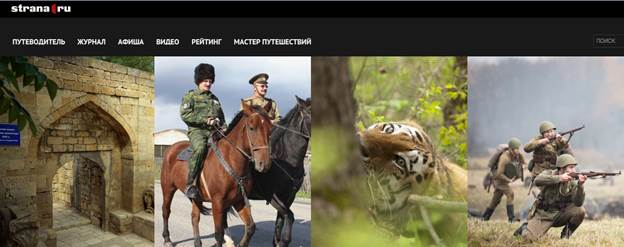 strana.ru
ПУТЕВОДИТЕЛЬ ЖУРНАЛ АФИША ВИДЕО РЕЙТИНГ МАСТЕР ПУТЕШЕСТВИЙ
ПОИСК